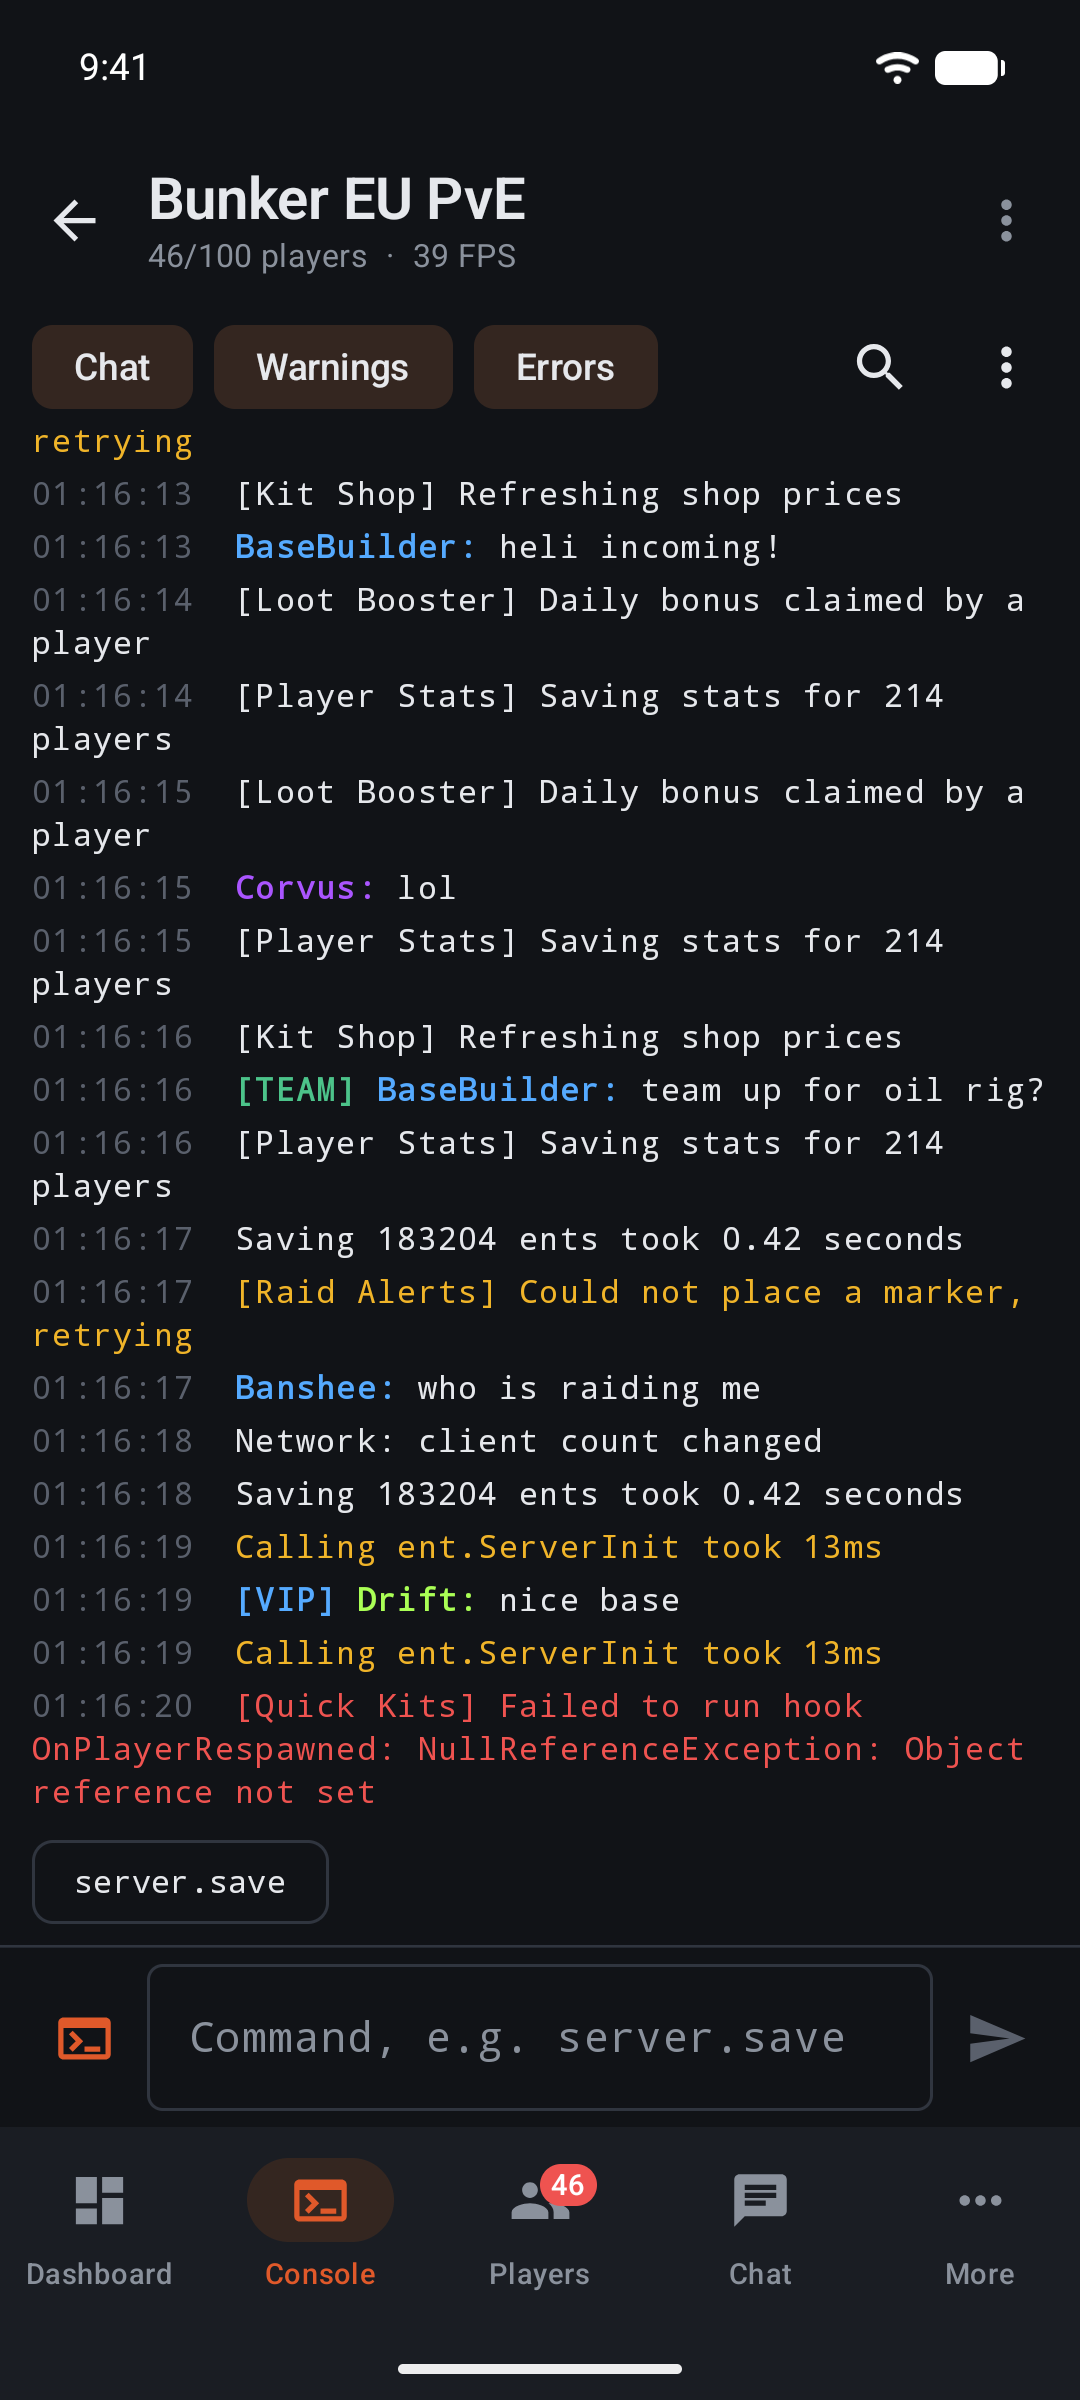 9:41
Bunker EU PvE
46/100 players · 39 FPS
Chat Warnings Errors
retrying
01:16:13 [Kit Shop] Refreshing shop prices
01:16:13 BaseBuilder: heli incoming!
01:16:14 [Loot Booster] Daily bonus claimed by a
player
01:16:14 [Player Stats] Saving stats for 214
players
01:16:15 [Loot Booster] Daily bonus claimed by a
player
01:16:15 Corvus: lol
01:16:15 [Player Stats] Saving stats for 214
players
01:16:16 [Kit Shop] Refreshing shop prices
01:16:16 [TEAM] BaseBuilder: team up for oil rig?
01:16:16 [Player Stats] Saving stats for 214
players
01:16:17 Saving 183204 ents took 0.42 seconds
01:16:17 [Raid Alerts] Could not place a marker,
retrying
01:16:17 Banshee: who is raiding me
01:16:18 Network: client count changed
01:16:18 Saving 183204 ents took 0.42 seconds
01:16:19 Calling ent.ServerInit took 13ms
01:16:19 [VIP] Drift: nice base
01:16:19 Calling ent.ServerInit took 13ms
01:16:20 [Quick Kits] Failed to run hook
OnPlayerRespawned: NullReferenceException: Object
reference not set
server.save
Command, e.g. server.save
46
Dashboard Console Players Chat More